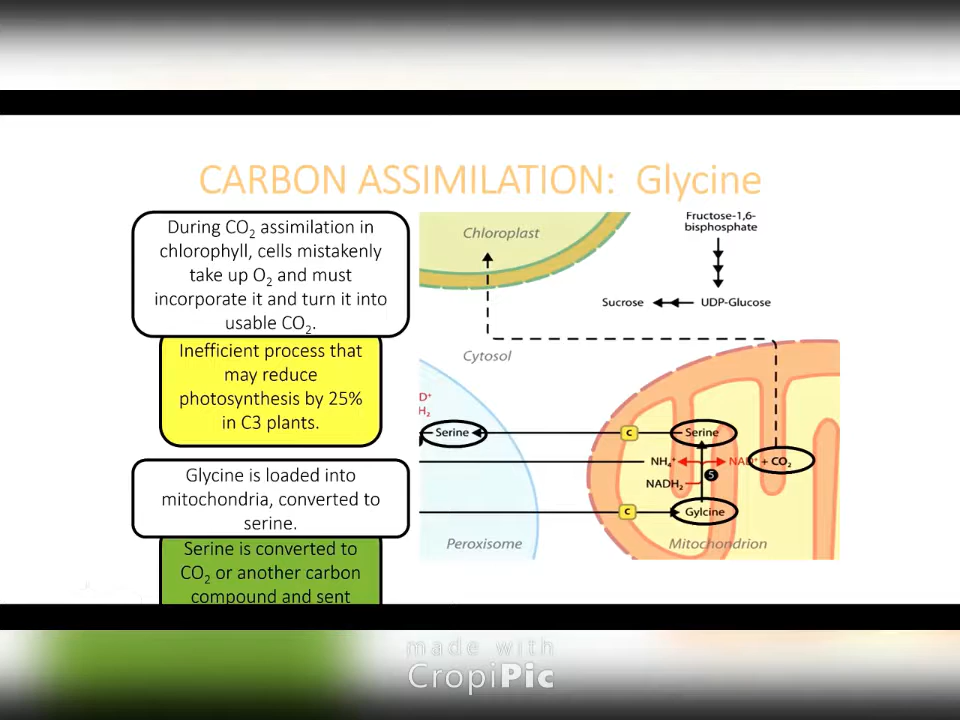 CARBON ASSIMILATION: Glycine
During CO₂ assimilation in
chlorophyll, cells mistakenly
take up O₂ and must
incorporate it and turn it into
usable CO₂.
Inefficient process that
may reduce
photosynthesis by 25%
in C3 plants.
Glycine is loaded into
mitochondria, converted to
serine.
Serine is converted to
CO₂ or another carbon
compound and sent
Chloroplast
Fructose-1,6-
bisphosphate
Sucrose
UDP-Glucose
Cytosol
D⁺
H₂
Serine
c
Serine
NH₄⁺
NAD⁺ + CO₂
NADH₂
5
c
Gylcine
Peroxisome
Mitochondrion
made with
CropiPic